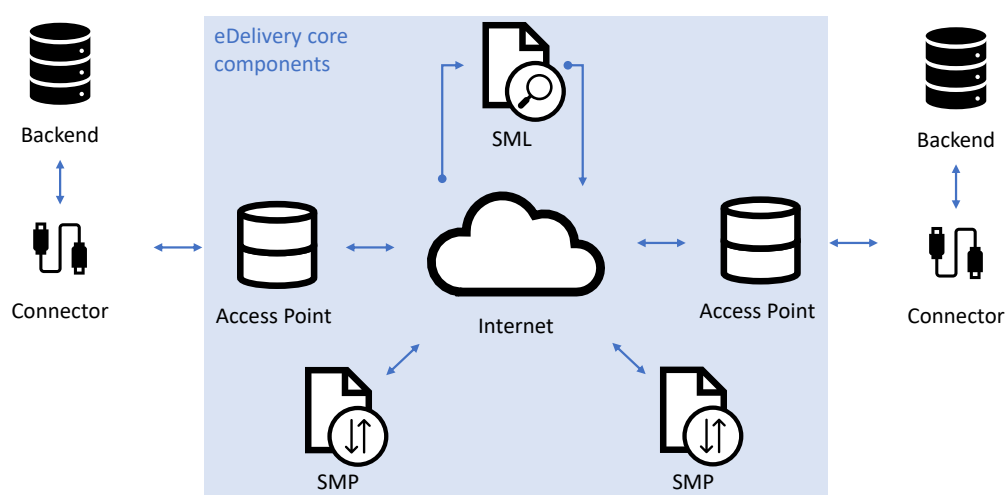 eDelivery core
components
SML
Backend
Backend
Connector
Access Point
Internet
Access Point
Connector
SMP
SMP